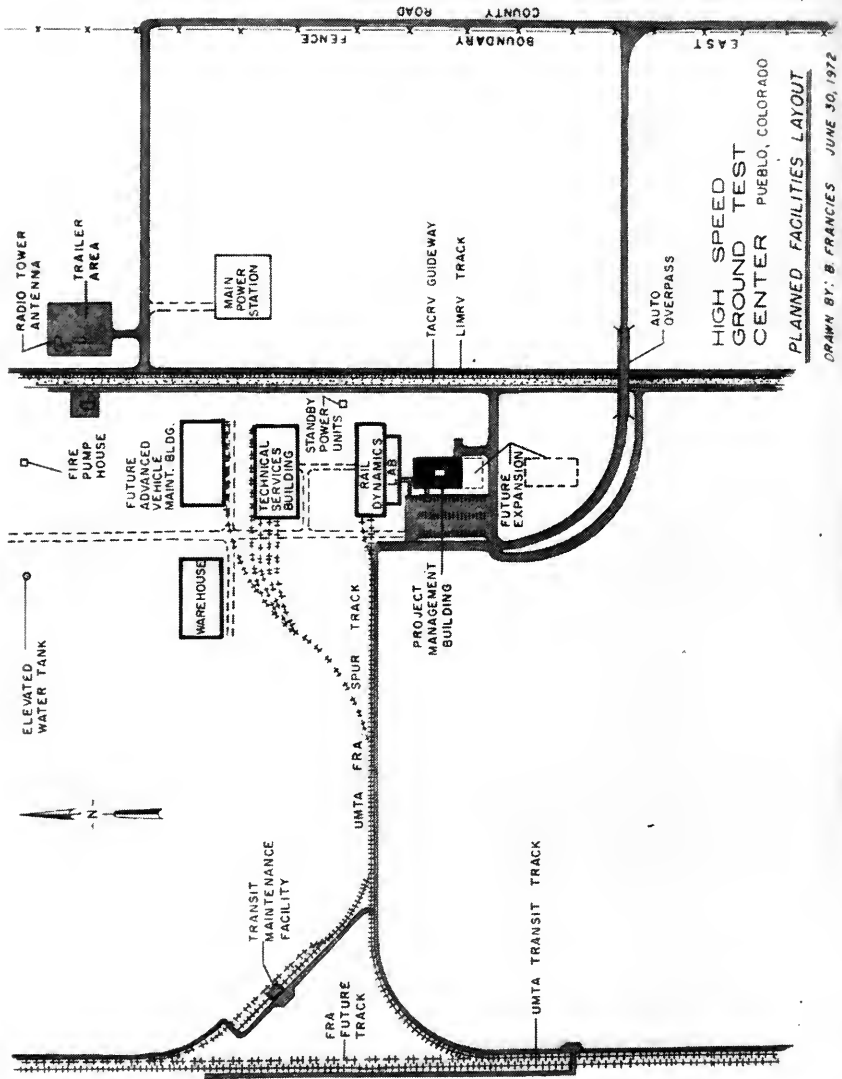 COUNTY ROAD
FENCE
BOUNDARY
EAST
RADIO TOWER
ANTENNA
TRAILER
AREA
MAIN
POWER
STATION
TACRV GUIDEWAY
LIMRV TRACK
AUTO
OVERPASS
FIRE
PUMP
HOUSE
FUTURE
ADVANCED
VEHICLE
MAINT. BLDG.
TECHNICAL
SERVICES
BUILDING
STANDBY
POWER
UNITS
RAIL
DYNAMICS
LAB
FUTURE
EXPANSION
WAREHOUSE
ELEVATED
WATER TANK
PROJECT
MANAGEMENT
BUILDING
UMTA FRA SPUR TRACK
-N-
TRANSIT
MAINTENANCE
FACILITY
FRA
FUTURE
TRACK
UMTA TRANSIT TRACK
HIGH SPEED
GROUND TEST
CENTER PUEBLO, COLORADO
PLANNED FACILITIES LAYOUT
DRAWN BY: B. FRANCIES JUNE 30, 1972